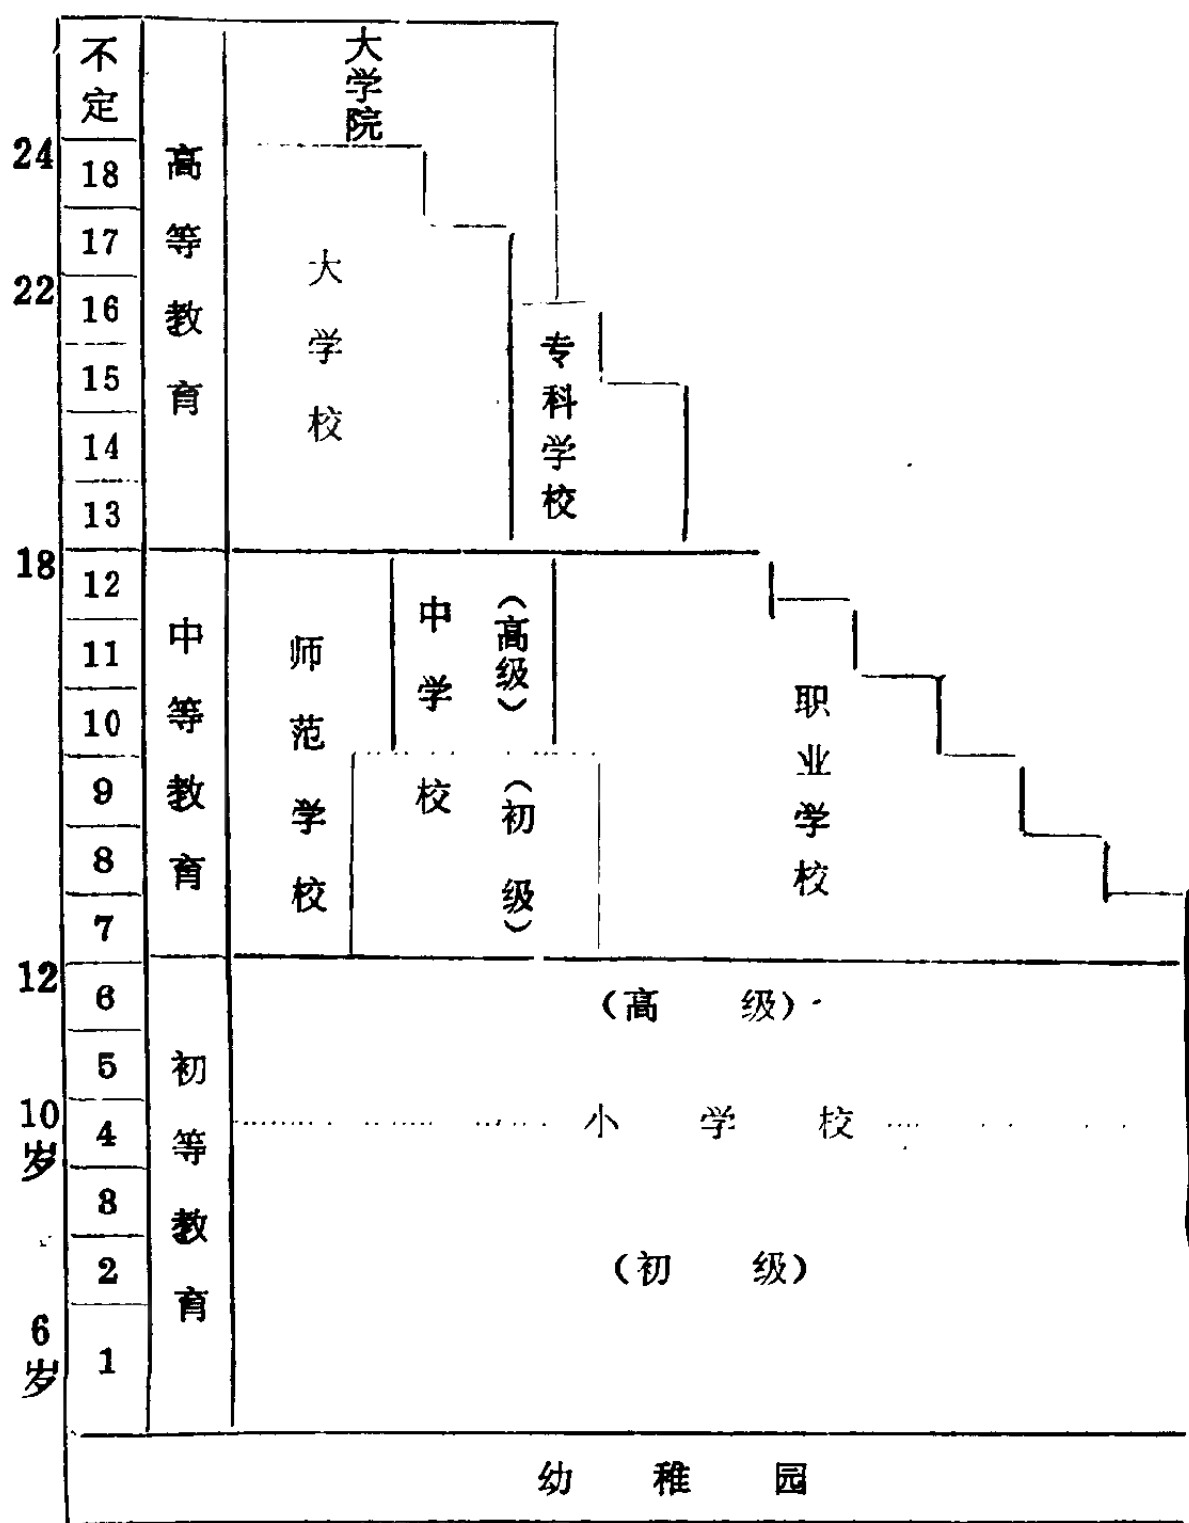 不定
24
18
17
22
16
15
14
13
高等教育
大学院
大学校
专科学校
18
12
11
10
9
8
7
中等教育
师范学校
中学校
（高级）
（初级）
职业学校
12
6
5
10岁
4
3
2
6岁
1
初等教育
（高级）
小学校
（初级）
幼稚园